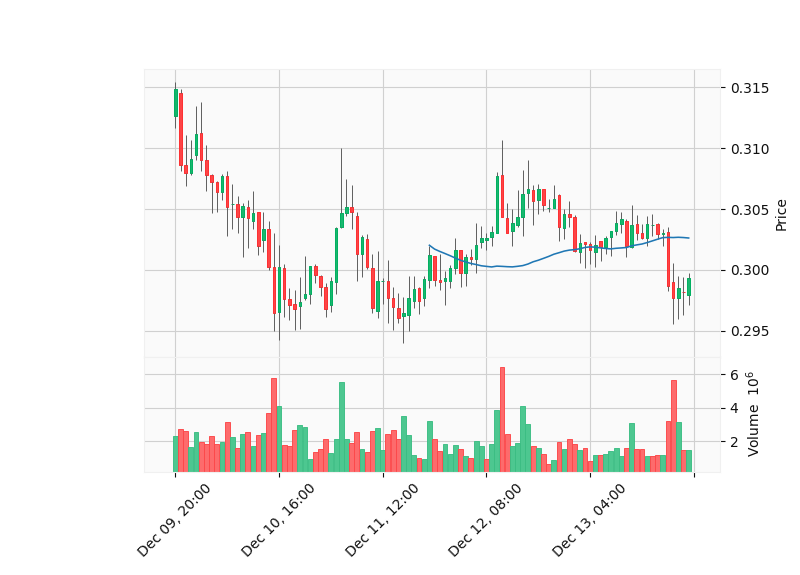 0.315
0.310
0.305
0.300
0.295
Price
6
4
2
Volume 10^6
Dec 09, 20:00
Dec 10, 16:00
Dec 11, 12:00
Dec 12, 08:00
Dec 13, 04:00